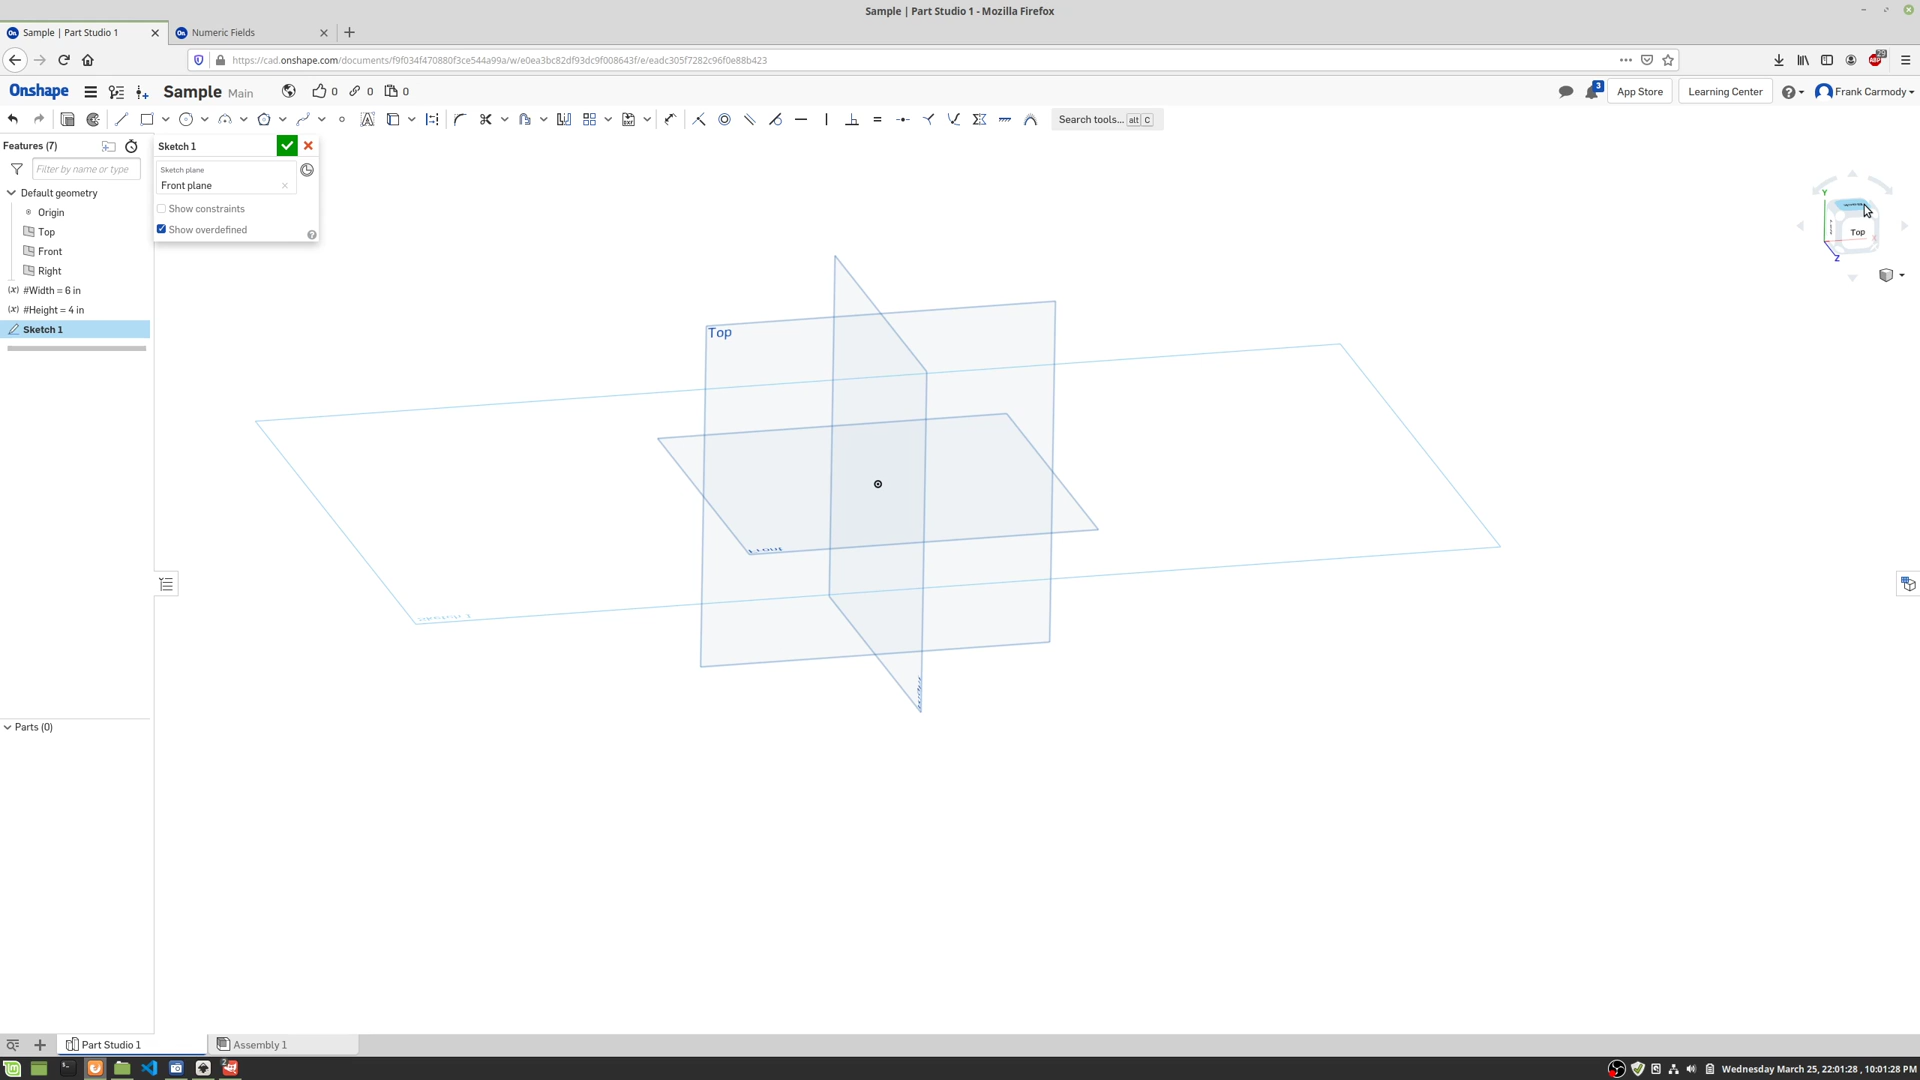 Sample | Part Studio 1 - Mozilla Firefox
Sample | Part Studio 1
Numeric Fields
https://cad.onshape.com/documents/f9f034f470880f3ce544a99a/w/e0ea3bc82df93dc9f008643f/e/eadc305f7282c96f0e88b423
Onshape
Sample Main
0
0
0
3
App Store
Learning Center
Frank Carmody
Search tools... alt C
Features (7)
Filter by name or type
Default geometry
Origin
Top
Front
Right
(x) #Width = 6 in
(x) #Height = 4 in
Sketch 1
Parts (0)
Sketch 1
Sketch plane
Front plane
Show constraints
Show overdefined
Top
Front
Sketch 1
Y
Top
X
Z
Part Studio 1
Assembly 1
Wednesday March 25, 22:01:28 , 10:01:28 PM